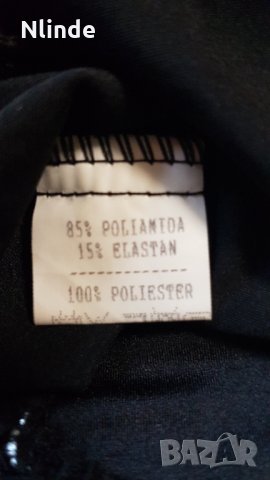 Nlinde
85% POLIAMIDA
15% ELASTAN
100% POLIESTER
BAZAR